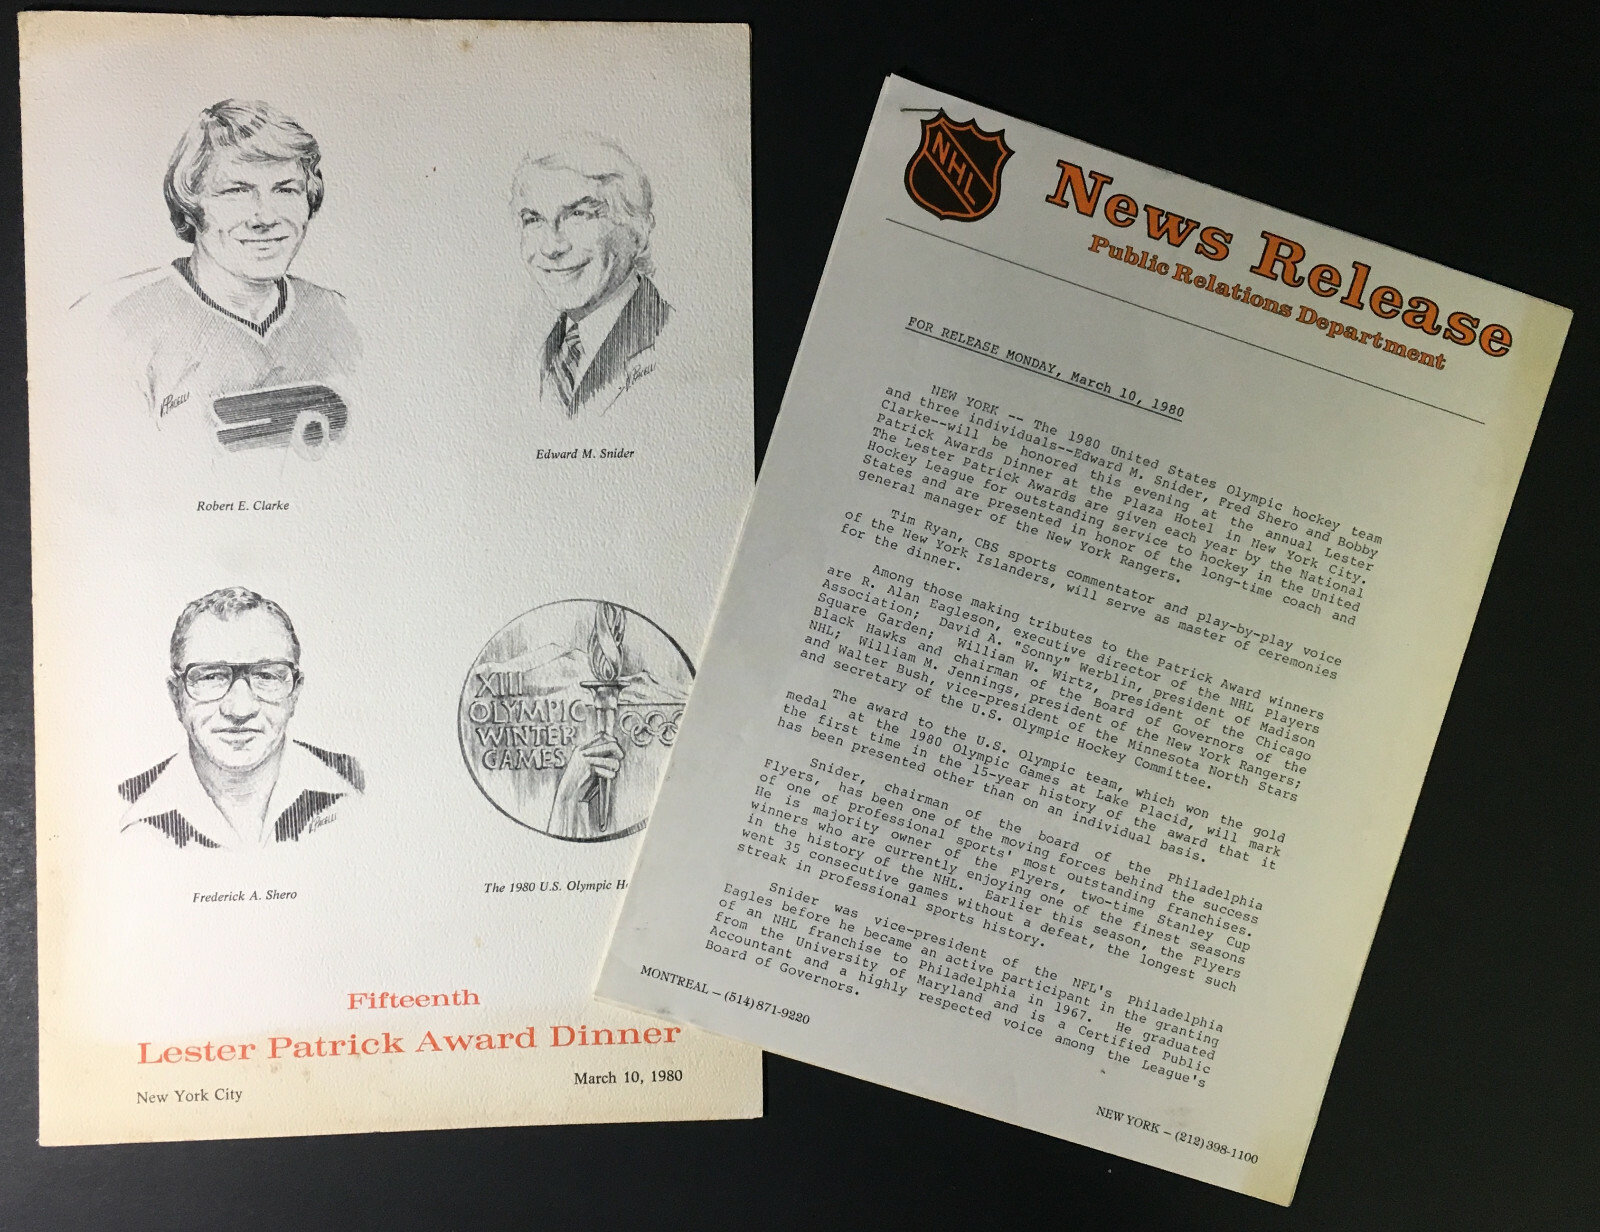 Robert E. Clarke
Edward M. Snider
Frederick A. Shero
XIII
OLYMPIC
WINTER
GAMES
The 1980 U.S. Olympic
Fifteenth
Lester Patrick Award Dinner
New York City
March 10, 1980
NHL
News Release
Public Relations Department
FOR RELEASE MONDAY, March 10, 1980
NEW YORK -- The 1980 United States Olympic hockey team
and three individuals--Edward M. Snider, Fred Shero and Bobby
Clarke--will be honored this evening at the annual Lester
Patrick Awards Dinner at the Plaza Hotel in New York City.
The Lester Patrick Awards are given each year by the National
Hockey League for outstanding service to hockey in the United
States and are presented in honor of the long-time coach and
general manager of the New York Rangers.
Tim Ryan, CBS sports commentator and play-by-play voice
of the New York Islanders, will serve as master of ceremonies
for the dinner.
Among those making tributes to the Patrick Award winners
are R. Alan Eagleson, executive director of the NHL Players
Association; David A. "Sonny" Werblin, president of Madison
Square Garden; William W. Wirtz, president of the Chicago
Black Hawks and chairman of the Board of Governors of the
NHL; William M. Jennings, president of the New York Rangers;
and Walter Bush, vice-president of the Minnesota North Stars
and secretary of the U.S. Olympic Hockey Committee.
The award to the U.S. Olympic team, which won the gold
medal at the 1980 Olympic Games at Lake Placid, will mark
the first time in the 15-year history of the award that it
has been presented other than on an individual basis.
Snider, chairman of the board of the Philadelphia
Flyers, has been one of the moving forces behind the success
of one of professional sports' most outstanding franchises.
He is majority owner of the Flyers, two-time Stanley Cup
winners who are currently enjoying one of the finest seasons
in the history of the NHL. Earlier this season, the Flyers
went 35 consecutive games without a defeat, the longest such
streak in professional sports history.
Snider was vice-president of the NFL's Philadelphia
Eagles before he became an active participant in the granting
of an NHL franchise to Philadelphia in 1967. He graduated
from the University of Maryland and is a Certified Public
Accountant and a highly respected voice among the League's
Board of Governors.
MONTREAL – (514)871-9220
NEW YORK – (212)398-1100